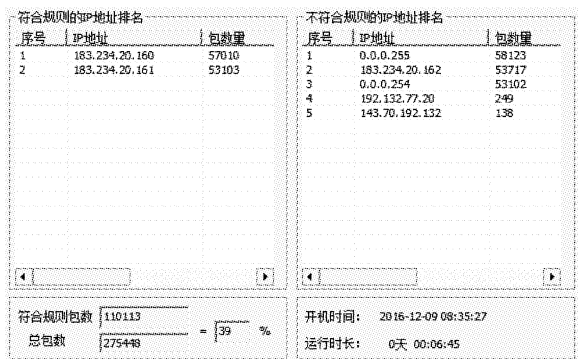 符合规则的IP地址排名
序号 IP地址 包数量
1 183.234.20.160 57010
2 183.234.20.161 53103
不符合规则的IP地址排名
序号 IP地址 包数量
1 0.0.0.255 58123
2 183.234.20.162 53717
3 0.0.0.254 53102
4 192.132.77.20 249
5 143.70.192.132 138
符合规则包数 110113
总包数 275448
= 39 %
开机时间: 2016-12-09 08:35:27
运行时长: 0天 00:06:45